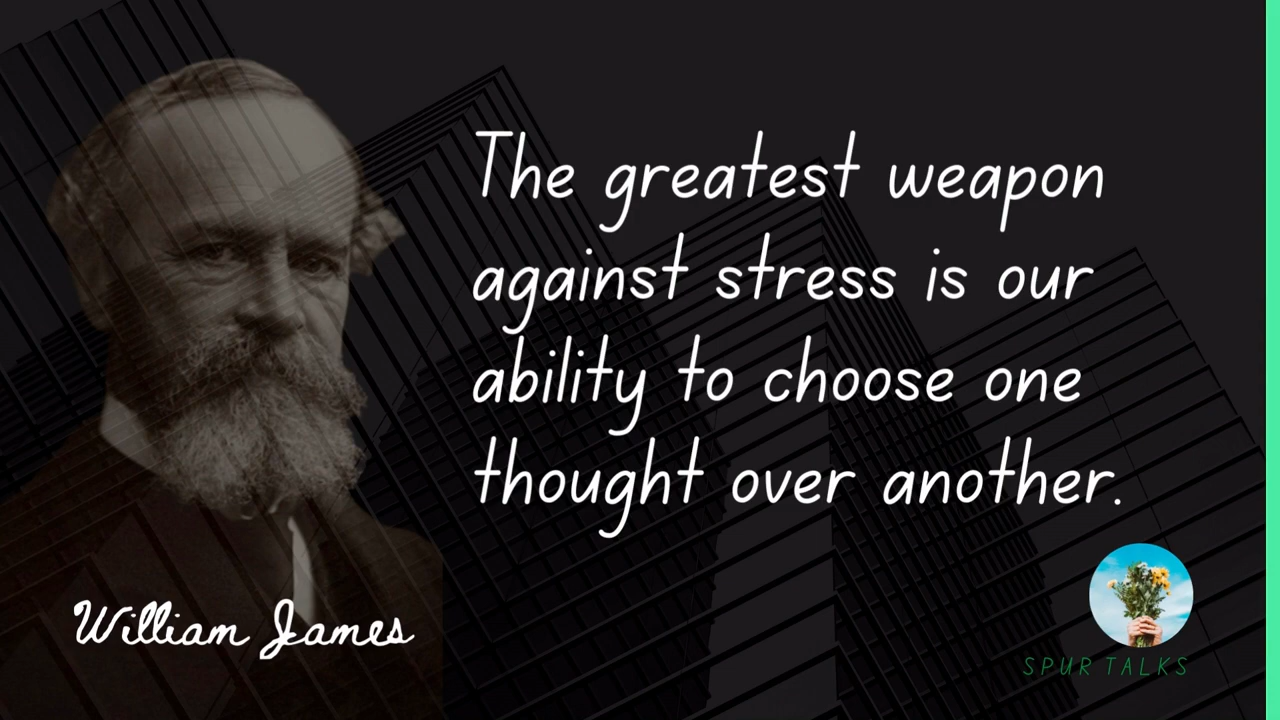 The greatest weapon
against stress is our
ability to choose one
thought over another.
William James
SPUR TALKS